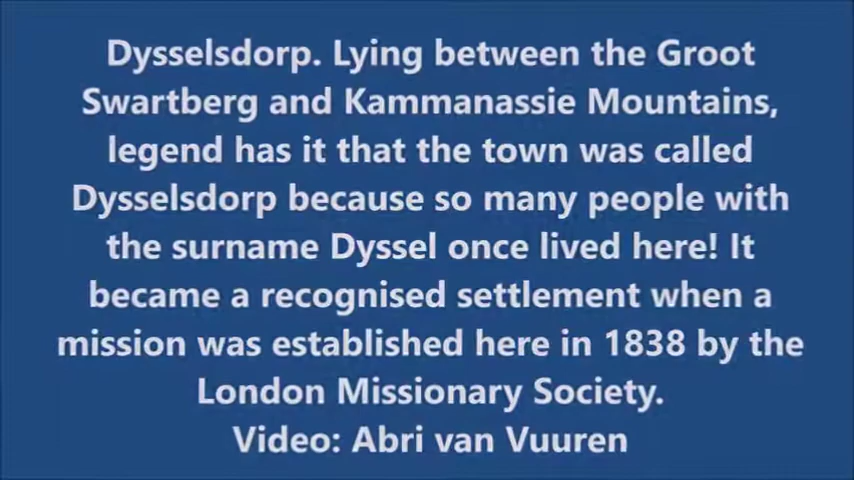 Dysselsdorp. Lying between the Groot
Swartberg and Kammanassie Mountains,
legend has it that the town was called
Dysselsdorp because so many people with
the surname Dyssel once lived here! It
became a recognised settlement when a
mission was established here in 1838 by the
London Missionary Society.
Video: Abri van Vuuren